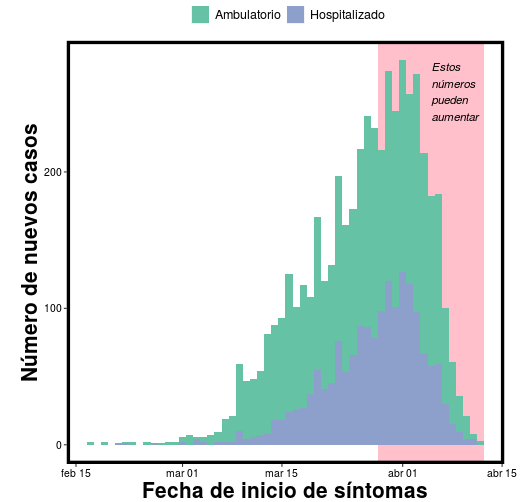 Ambulatorio Hospitalizado
Estos
números
pueden
aumentar
Número de nuevos casos
200
100
0
feb 15 mar 01 mar 15 abr 01 abr 15
Fecha de inicio de síntomas